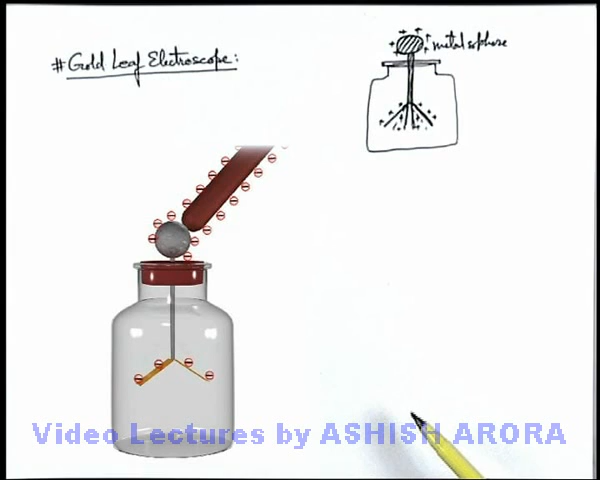 # Gold Leaf Electroscope:
metal sphere
Video Lectures by ASHISH ARORA